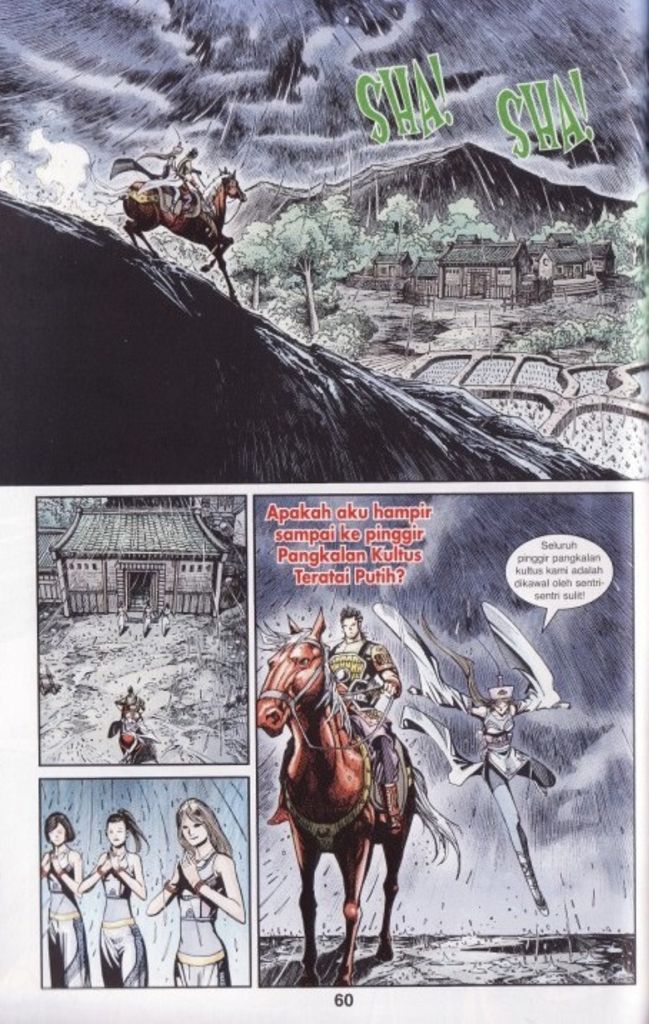 SHA!
SHA!
Apakah aku hampir
sampai ke pinggir
Pangkalan Kultus
Teratai Putih?
Seluruh
pinggir pangkalan
kultus kami adalah
dikawal oleh sentri-
sentri sulit!
60